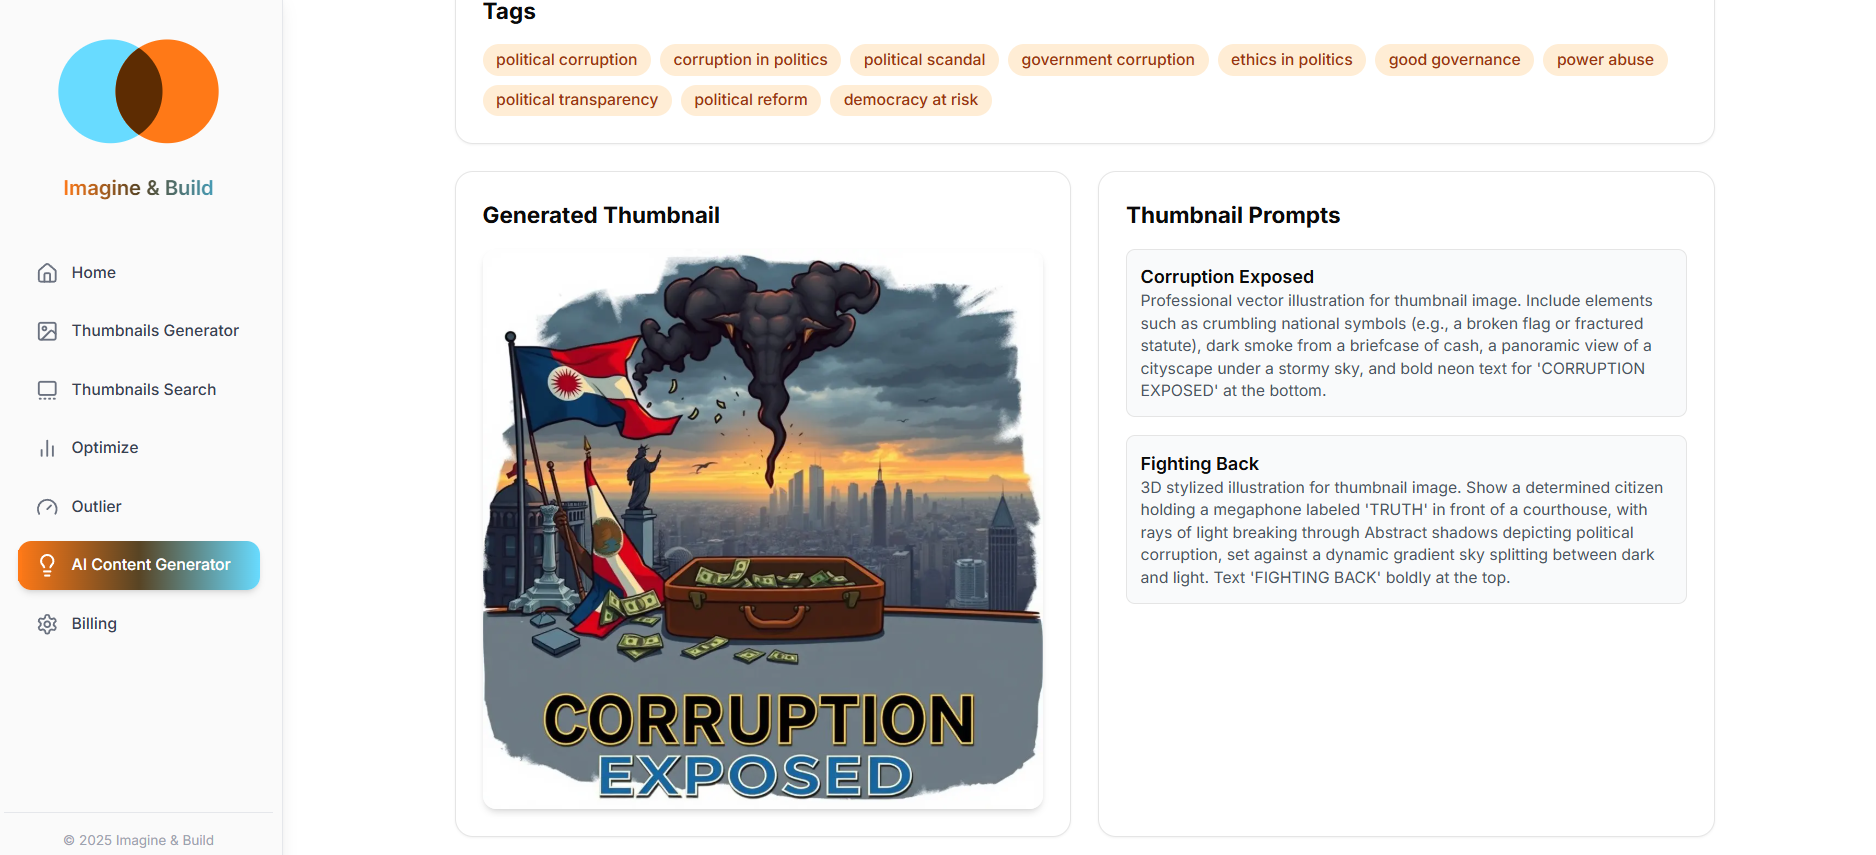 Imagine & Build
Home
Thumbnails Generator
Thumbnails Search
Optimize
Outlier
AI Content Generator
Billing
© 2025 Imagine & Build
Tags
political corruption
corruption in politics
political scandal
government corruption
ethics in politics
good governance
power abuse
political transparency
political reform
democracy at risk
Generated Thumbnail
CORRUPTION
EXPOSED
Thumbnail Prompts
Corruption Exposed
Professional vector illustration for thumbnail image. Include elements
such as crumbling national symbols (e.g., a broken flag or fractured
statute), dark smoke from a briefcase of cash, a panoramic view of a
cityscape under a stormy sky, and bold neon text for 'CORRUPTION
EXPOSED' at the bottom.
Fighting Back
3D stylized illustration for thumbnail image. Show a determined citizen
holding a megaphone labeled 'TRUTH' in front of a courthouse, with
rays of light breaking through Abstract shadows depicting political
corruption, set against a dynamic gradient sky splitting between dark
and light. Text 'FIGHTING BACK' boldly at the top.